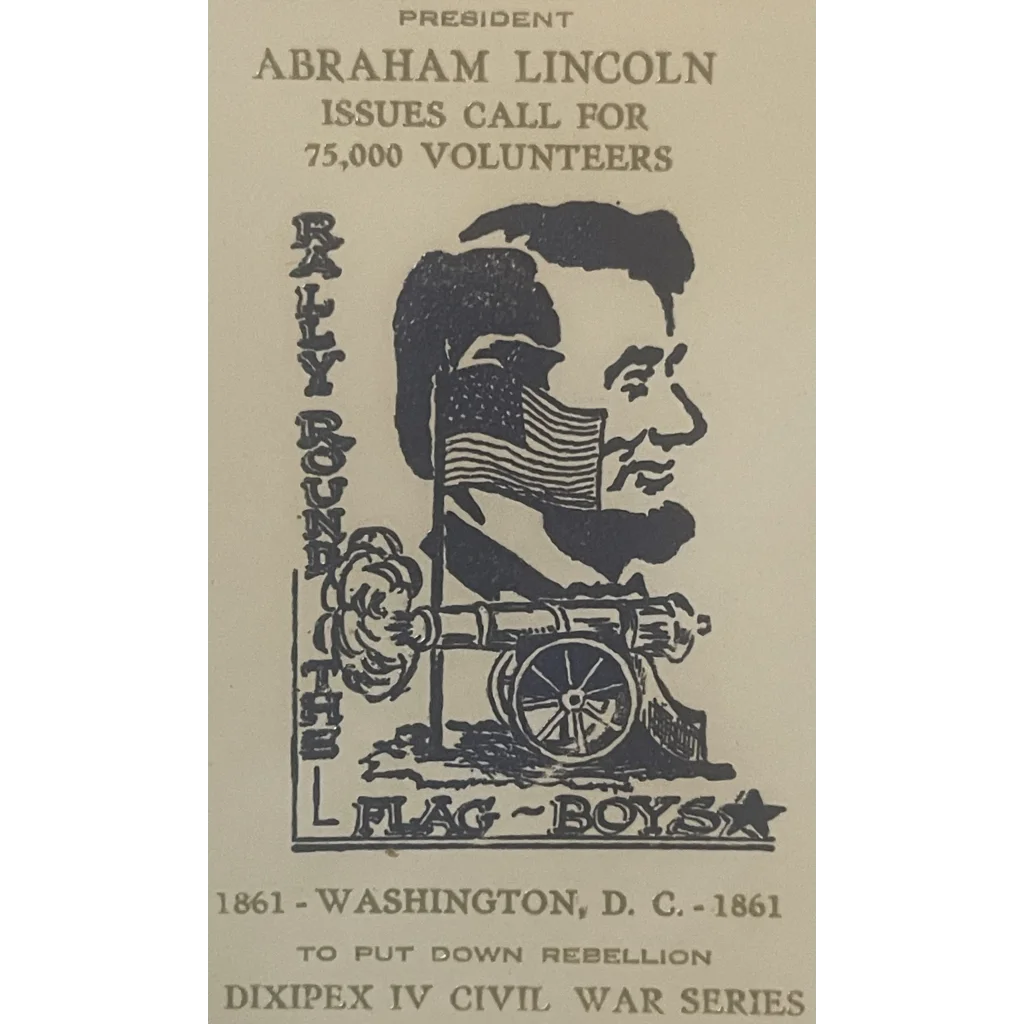 PRESIDENT
ABRAHAM LINCOLN
ISSUES CALL FOR
75,000 VOLUNTEERS
RALLY ROUND THE
FLAG ~ BOYS
1861 - WASHINGTON, D. C. - 1861
TO PUT DOWN REBELLION
DIXIPEX IV CIVIL WAR SERIES